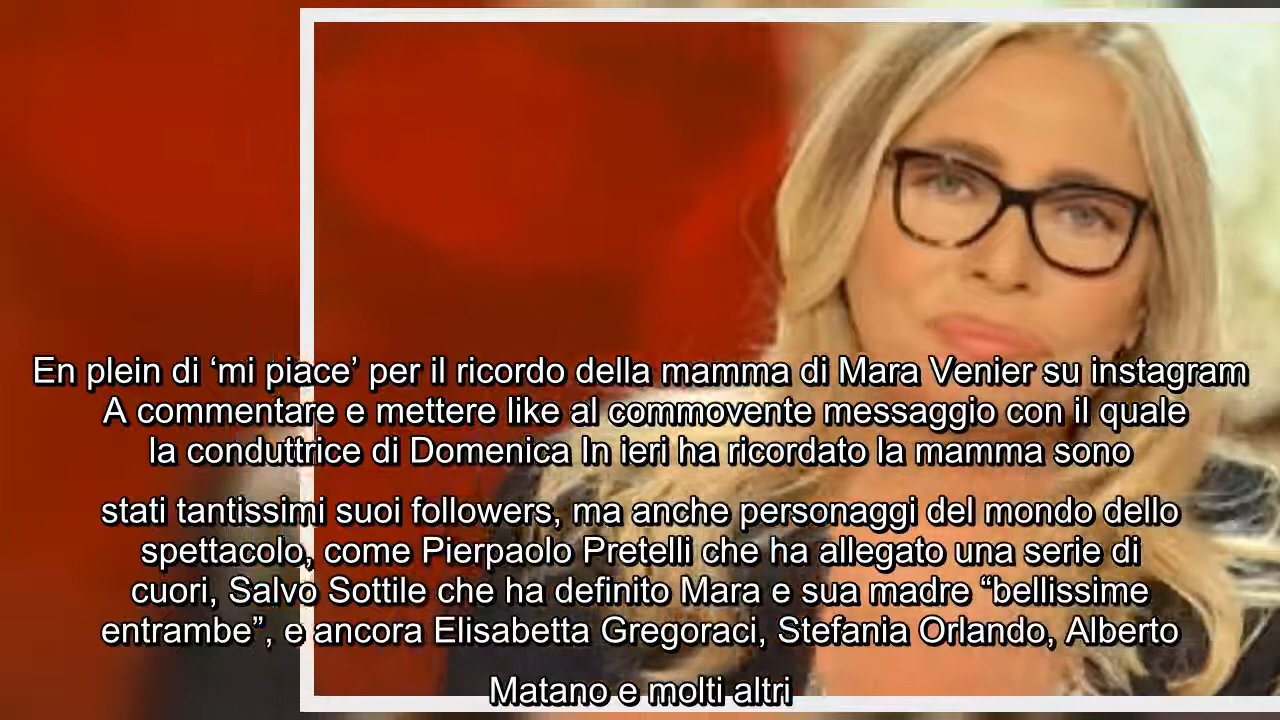 En plein di ‘mi piace’ per il ricordo della mamma di Mara Venier su instagram
A commentare e mettere like al commovente messaggio con il quale
la conduttrice di Domenica In ieri ha ricordato la mamma sono
stati tantissimi suoi followers, ma anche personaggi del mondo dello
spettacolo, come Pierpaolo Pretelli che ha allegato una serie di
cuori, Salvo Sottile che ha definito Mara e sua madre “bellissime
entrambe”, e ancora Elisabetta Gregoraci, Stefania Orlando, Alberto
Matano e molti altri